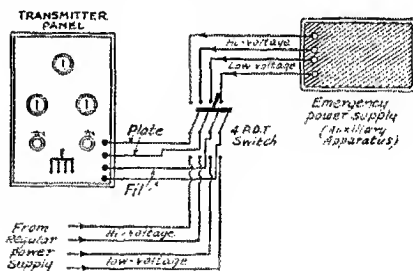 TRANSMITTER
PANEL
Hi-voltage
Low voltage
Emergency
power supply
(Auxiliary
Apparatus)
Plate
4 P.D.T
Switch
Fil
From
Regular
power
Supply
Hi-voltage
low-voltage